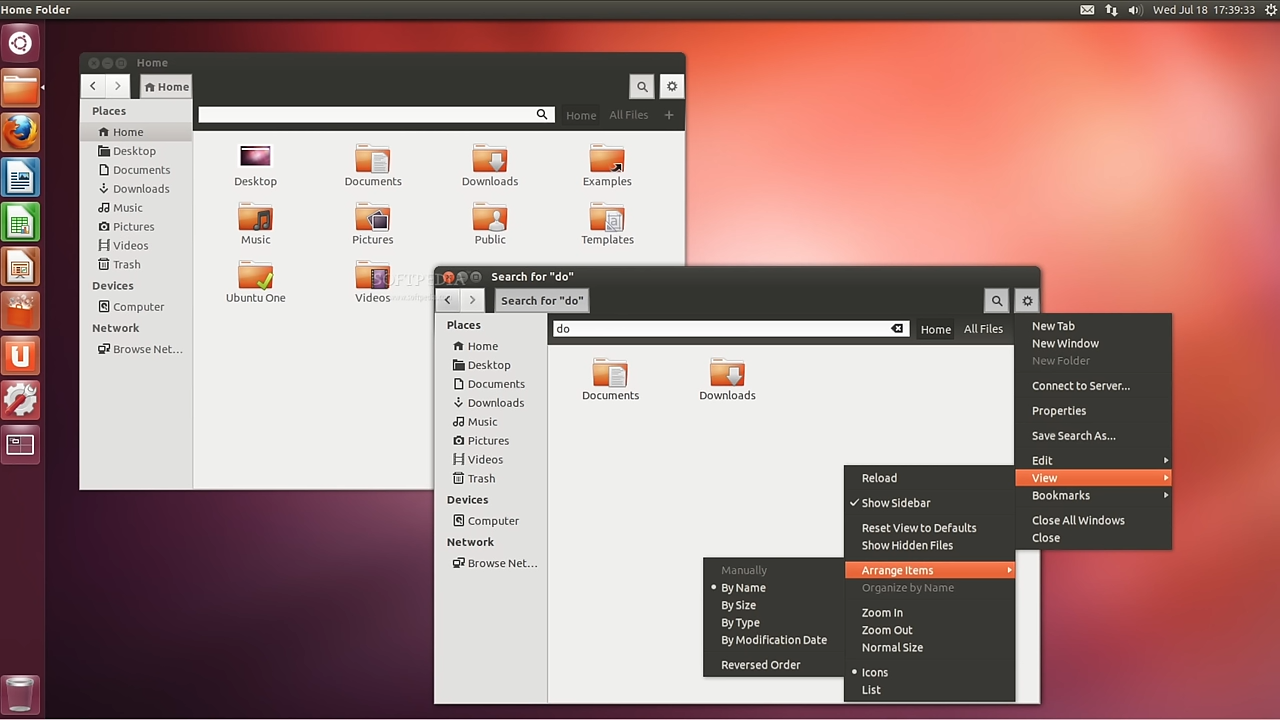 Home Folder
Wed Jul 18 17:39:33
Home
Home
Places
Home
Desktop
Documents
Downloads
Music
Pictures
Videos
Trash
Devices
Computer
Network
Browse Net...
Home
All Files
+
Desktop
Documents
Downloads
Examples
Music
Pictures
Public
Templates
Ubuntu One
Videos
SOFTPEDIA
Search for "do"
Search for "do"
Places
Home
Desktop
Documents
Downloads
Music
Pictures
Videos
Trash
Devices
Computer
Network
Browse Net...
do
Home
All Files
Documents
Downloads
New Tab
New Window
New Folder
Connect to Server...
Properties
Save Search As...
Edit
View
Bookmarks
Close All Windows
Close
Reload
Show Sidebar
Reset View to Defaults
Show Hidden Files
Arrange Items
Organize by Name
Zoom In
Zoom Out
Normal Size
Icons
List
Manually
By Name
By Size
By Type
By Modification Date
Reversed Order